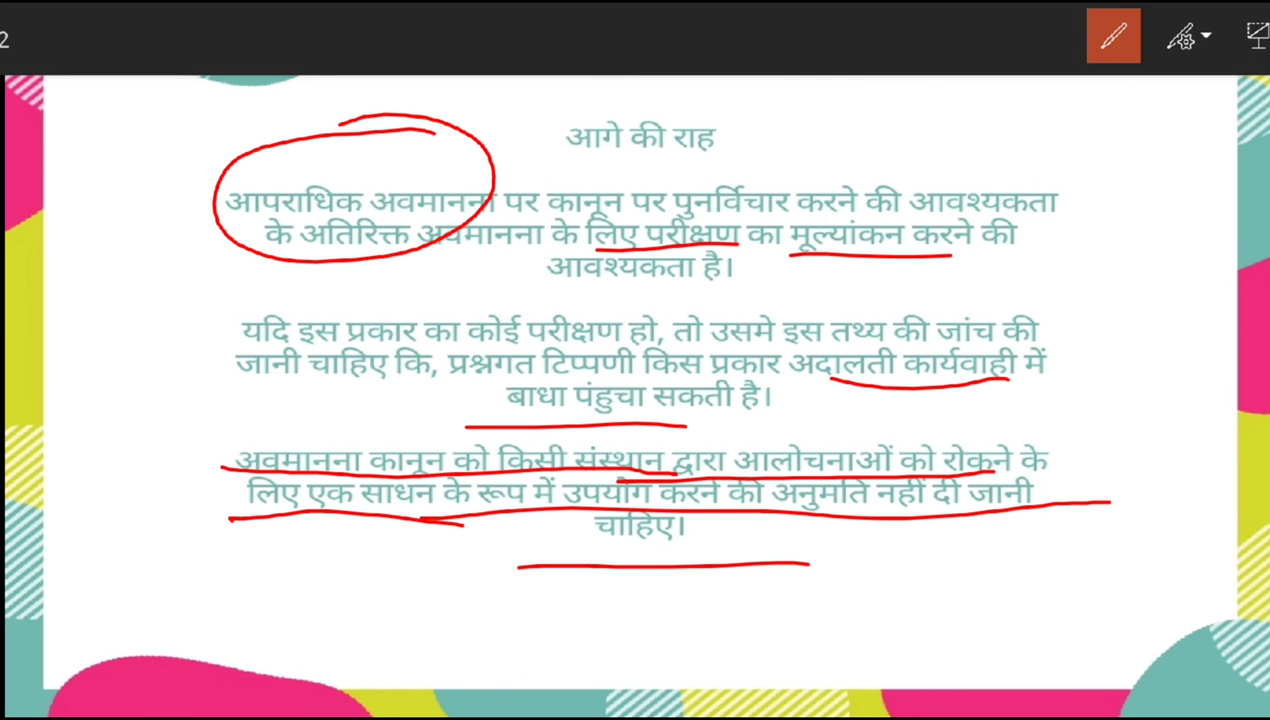 2
आगे की राह
आपराधिक अवमानना पर कानून पर पुनर्विचार करने की आवश्यकता
के अतिरिक्त अवमानना के लिए परीक्षण का मूल्यांकन करने की
आवश्यकता है।
यदि इस प्रकार का कोई परीक्षण हो, तो उसमे इस तथ्य की जांच की
जानी चाहिए कि, प्रश्नगत टिप्पणी किस प्रकार अदालती कार्यवाही में
बाधा पंहुचा सकती है।
अवमानना कानून को किसी संस्थान द्वारा आलोचनाओं को रोकने के
लिए एक साधन के रूप में उपयोग करने की अनुमति नहीं दी जानी
चाहिए।